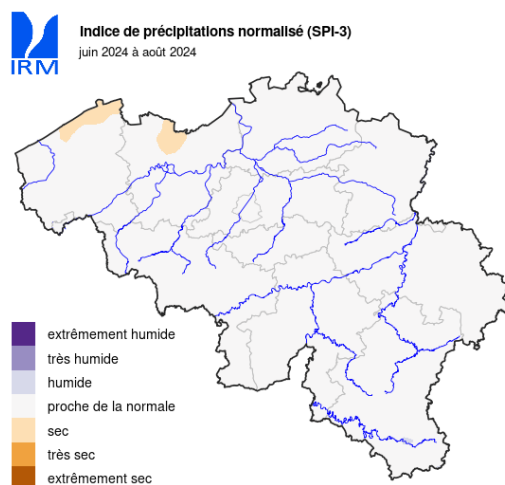 Indice de précipitations normalisé (SPI-3)
juin 2024 à août 2024
IRM
extrêmement humide
très humide
humide
proche de la normale
sec
très sec
extrêmement sec